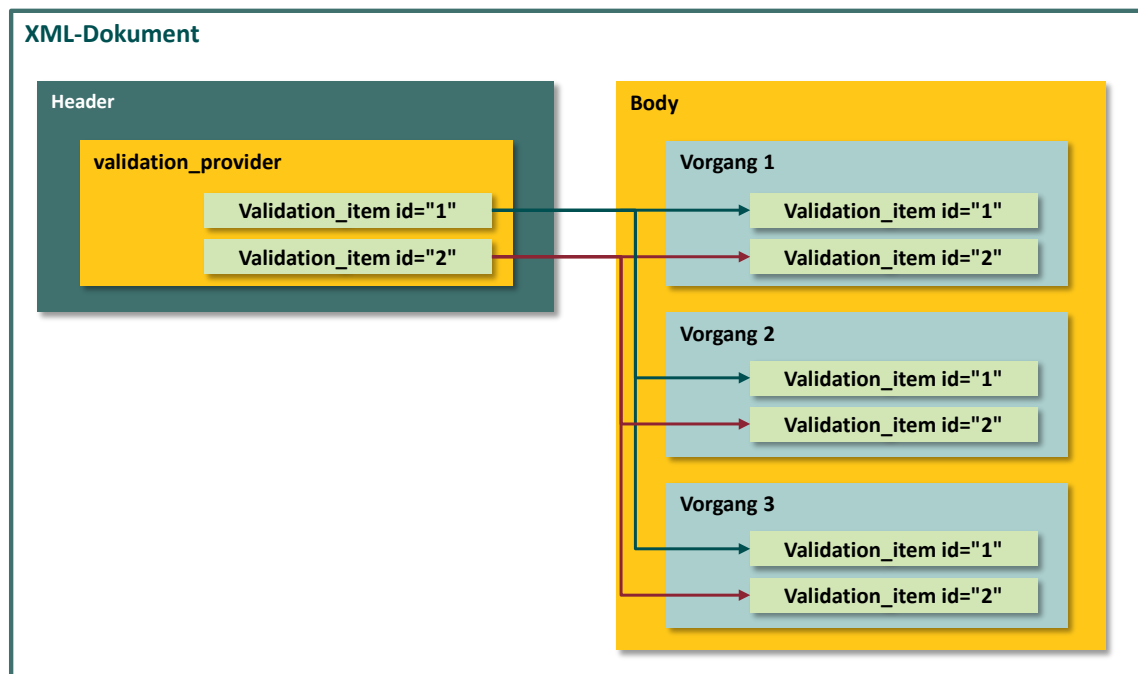 XML-Dokument
Header
validation_provider
Validation_item id="1"
Validation_item id="2"
Body
Vorgang 1
Validation_item id="1"
Validation_item id="2"
Vorgang 2
Validation_item id="1"
Validation_item id="2"
Vorgang 3
Validation_item id="1"
Validation_item id="2"